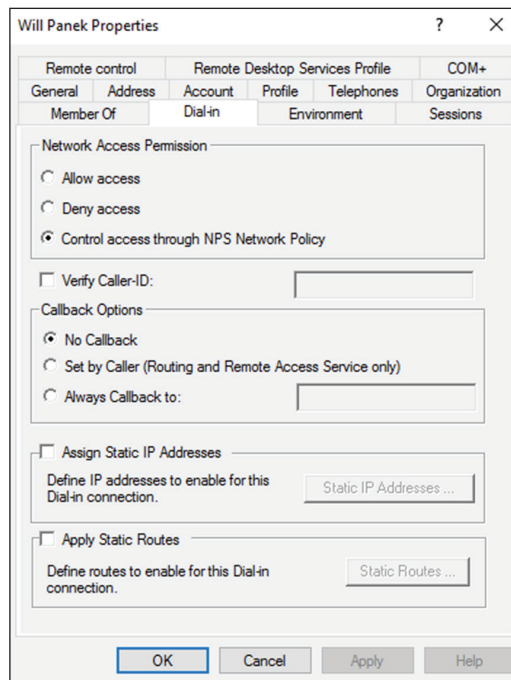 Will Panek Properties
?
Remote control
Remote Desktop Services Profile
COM+
General
Address
Account
Profile
Telephones
Organization
Member Of
Dial-in
Environment
Sessions
Network Access Permission
Allow access
Deny access
Control access through NPS Network Policy
Verify Caller-ID:
Callback Options
No Callback
Set by Caller (Routing and Remote Access Service only)
Always Callback to:
Assign Static IP Addresses
Define IP addresses to enable for this
Dial-in connection.
Static IP Addresses ...
Apply Static Routes
Define routes to enable for this Dial-in
connection.
Static Routes ...
OK
Cancel
Apply
Help